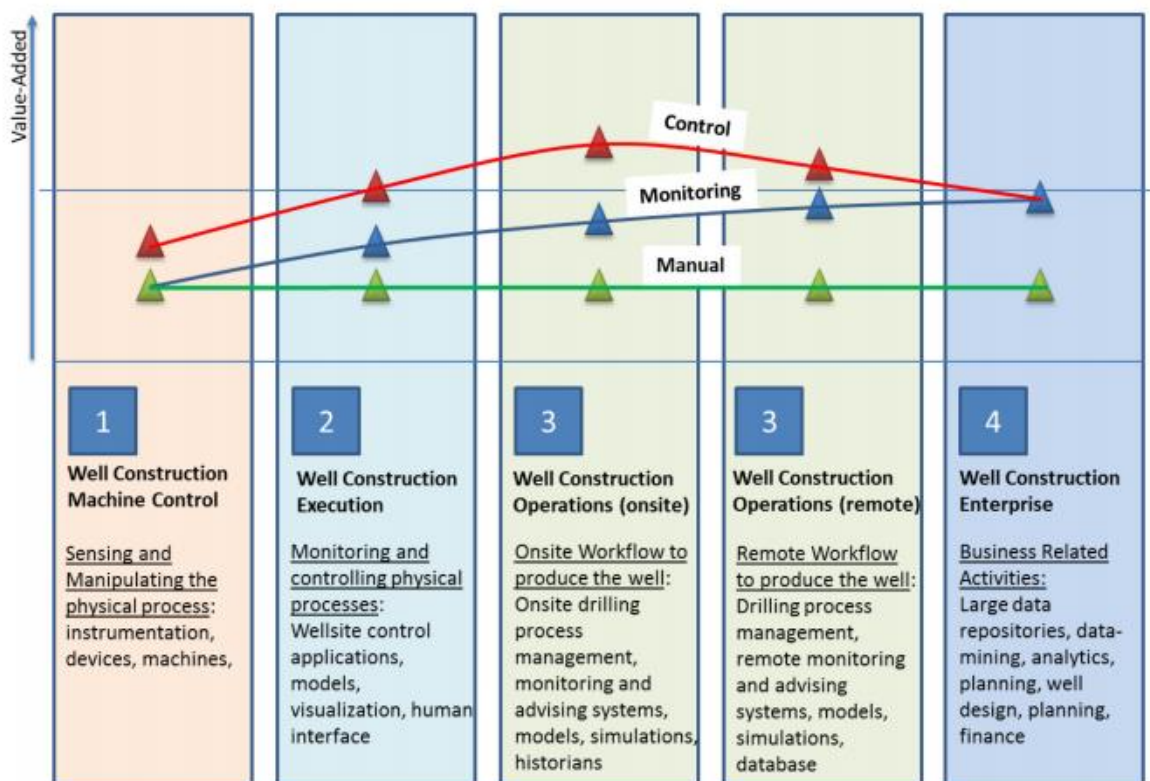 Value-Added
Control
Monitoring
Manual
1
Well Construction
Machine Control
Sensing and
Manipulating the
physical process:
instrumentation,
devices, machines,
2
Well Construction
Execution
Monitoring and
controlling physical
processes:
Wellsite control
applications,
models,
visualization, human
interface
3
Well Construction
Operations (onsite)
Onsite Workflow to
produce the well:
Onsite drilling
process
management,
monitoring and
advising systems,
models, simulations,
historians
3
Well Construction
Operations (remote)
Remote Workflow
to produce the well:
Drilling process
management,
remote monitoring
and advising
systems, models,
simulations,
database
4
Well Construction
Enterprise
Business Related
Activities:
Large data
repositories, data-
mining, analytics,
planning, well
design, planning,
finance